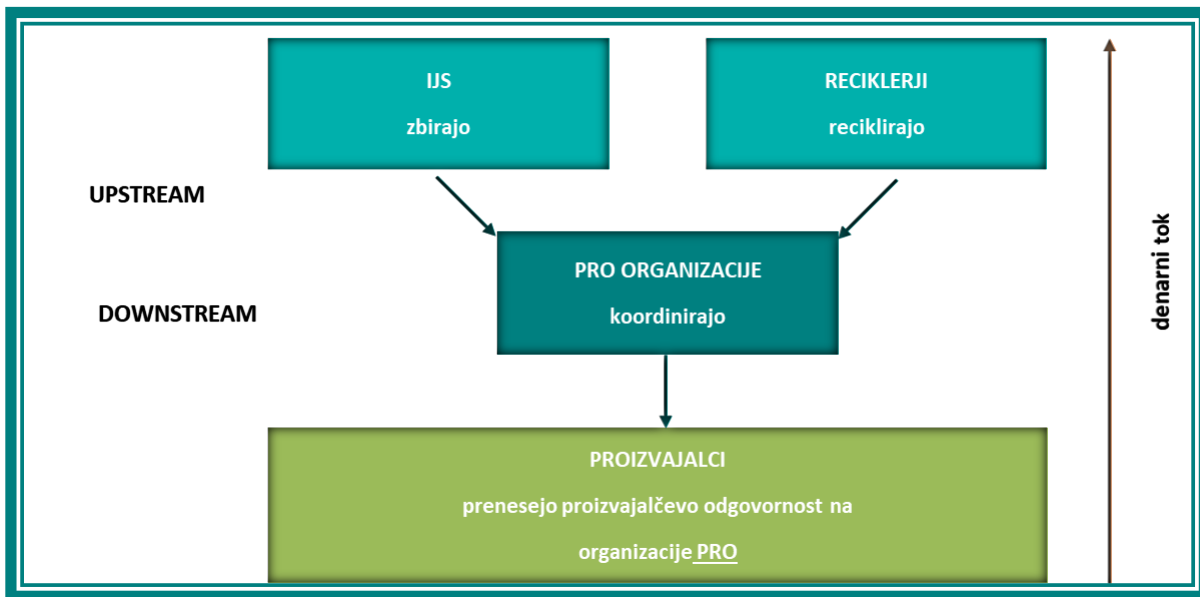 IJS
zbirajo
RECIKLERJI
reciklirajo
UPSTREAM
PRO ORGANIZACIJE
koordinirajo
DOWNSTREAM
PROIZVAJALCI
prenesejo proizvajalčevo odgovornost na
organizacije PRO
denarni tok